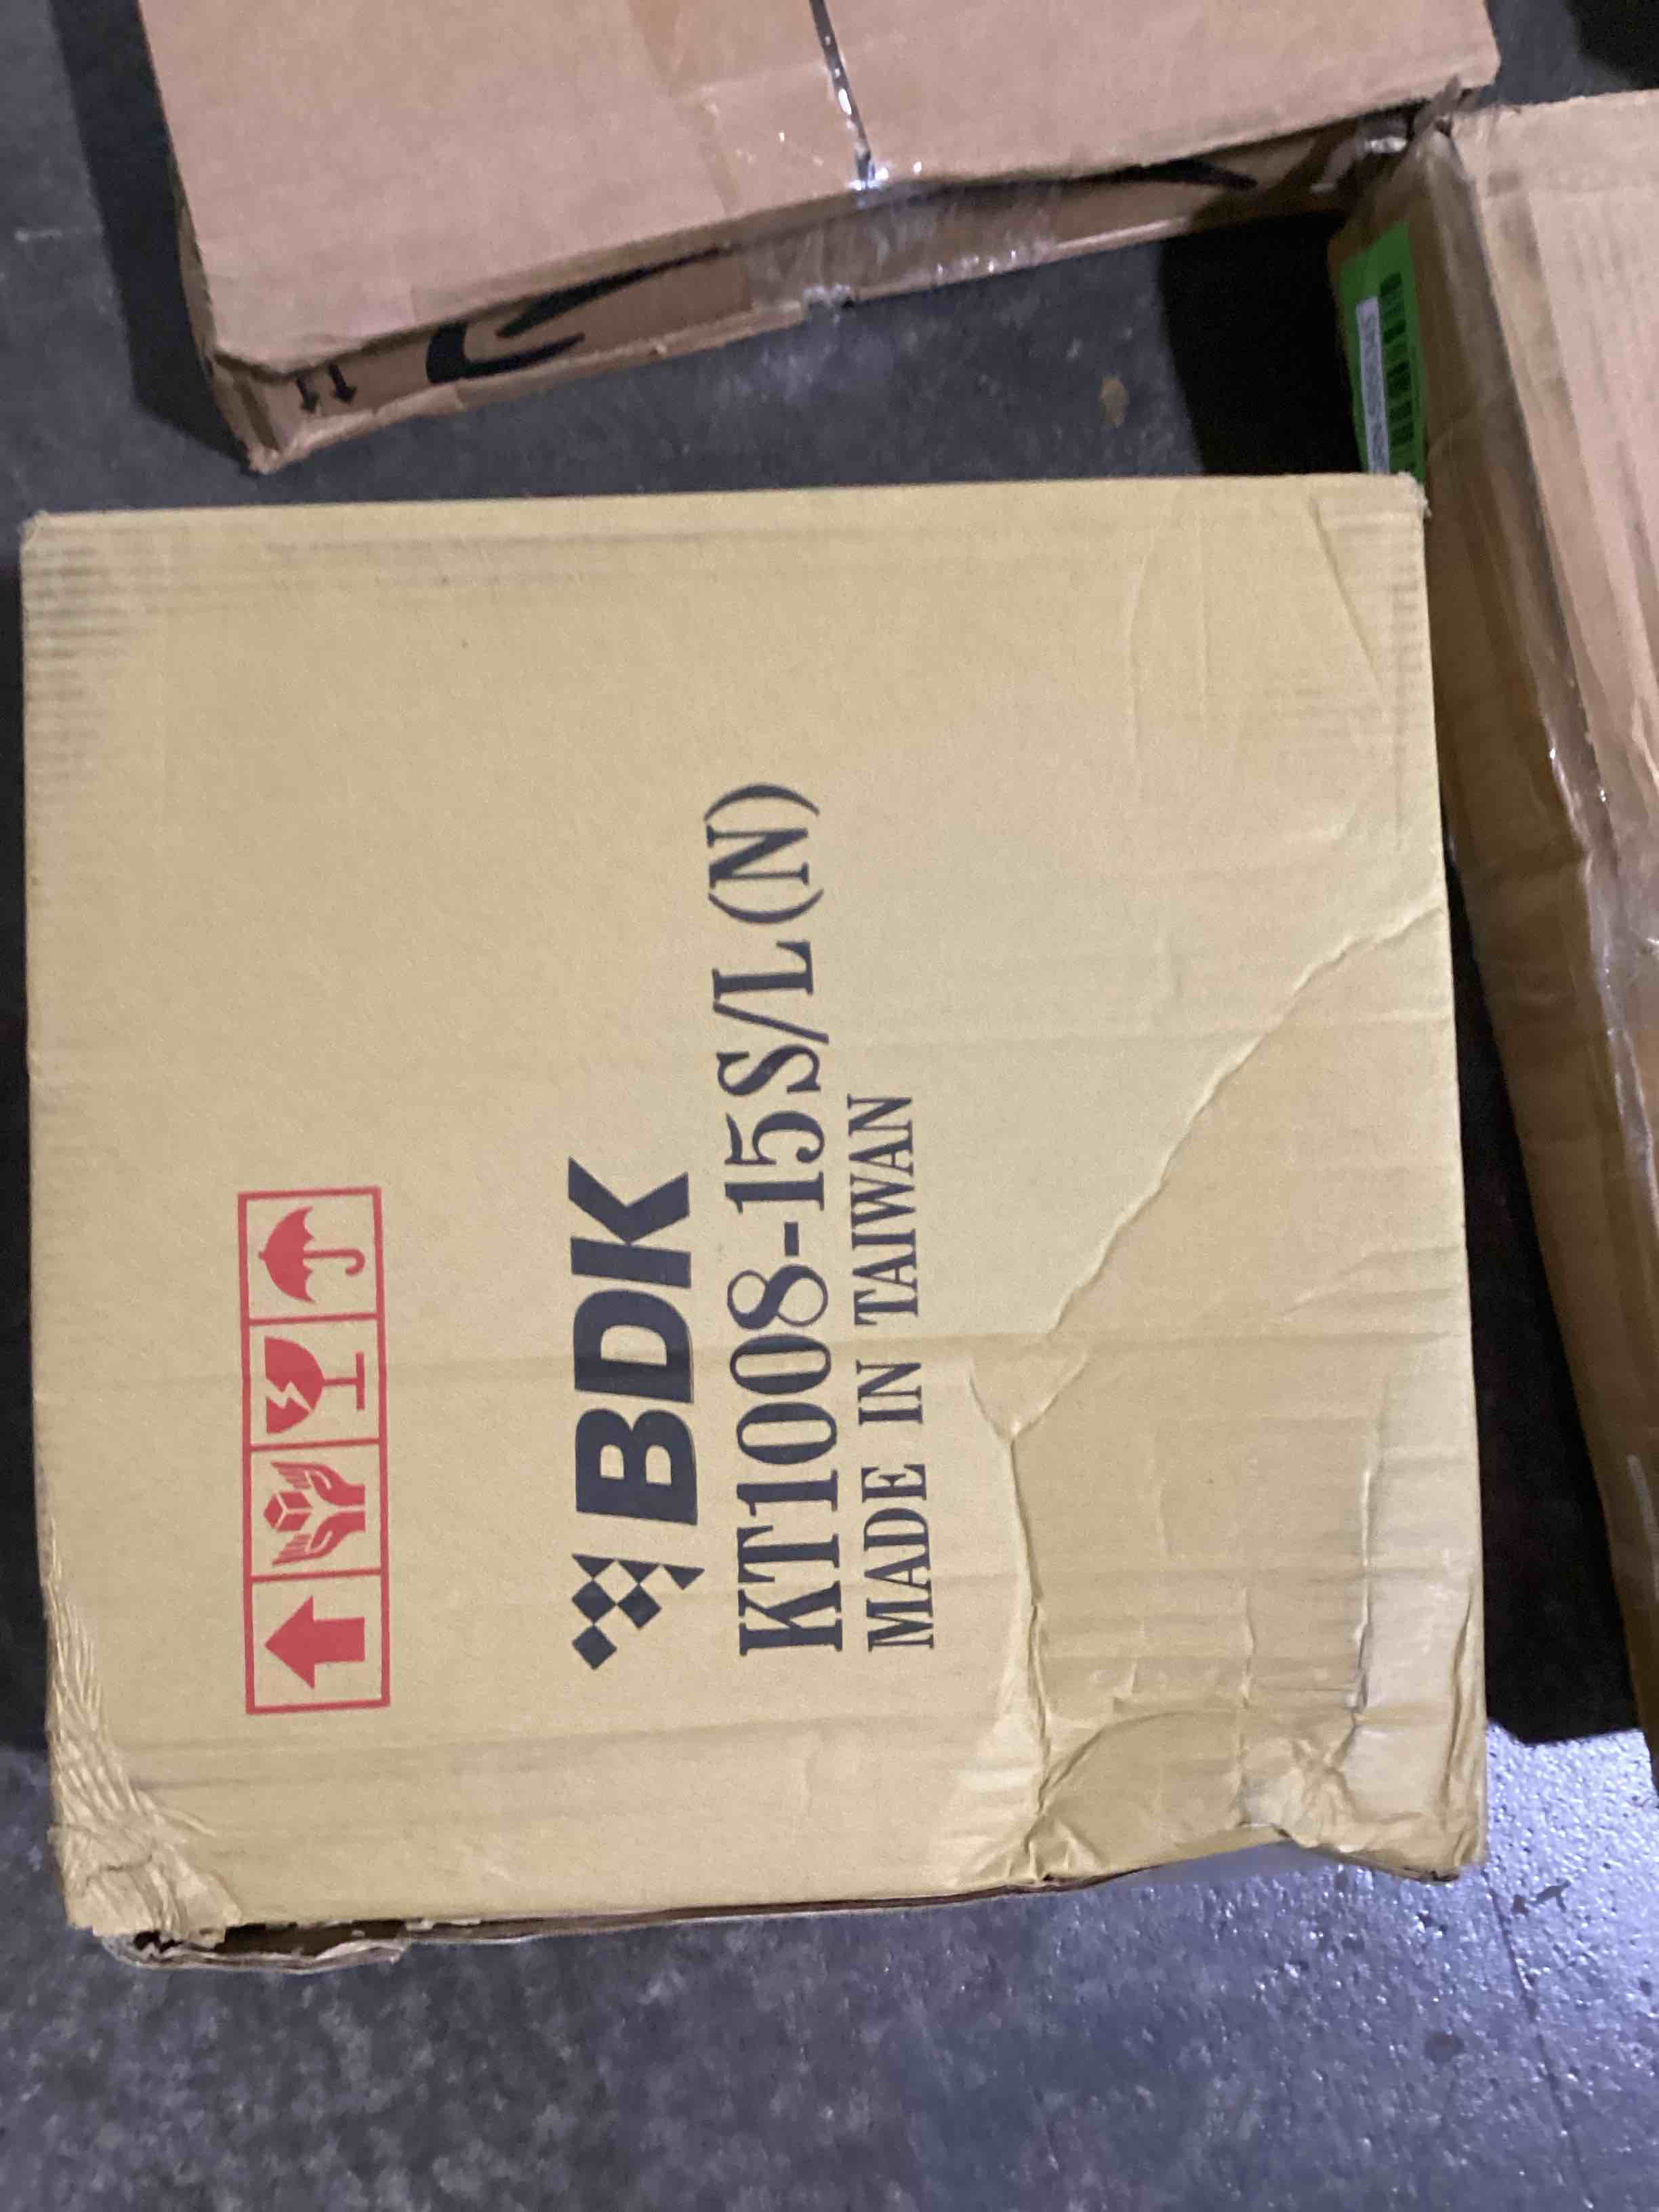 BDK
KT1008-15S/L(N)
MADE IN TAIWAN